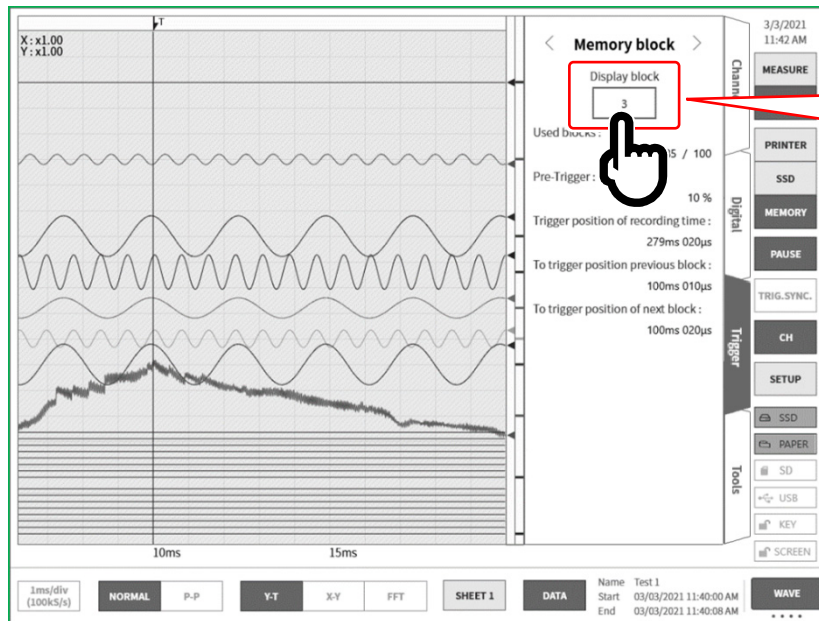 T
X : x1.00
Y : x1.00
10ms
15ms
Memory block
Display block
3
Used blocks :
/ 100
Pre-Trigger :
10 %
Trigger position of recording time :
279ms 020µs
To trigger position previous block :
100ms 010µs
To trigger position of next block :
100ms 020µs
Digital
Trigger
Tools
3/3/2021
11:42 AM
MEASURE
PRINTER
SSD
MEMORY
PAUSE
TRIG.SYNC.
CH
SETUP
SSD
PAPER
SD
USB
KEY
SCREEN
1ms/div
(100kS/s)
NORMAL
P-P
Y-T
X-Y
FFT
SHEET 1
DATA
Name Test 1
Start 03/03/2021 11:40:00 AM
End 03/03/2021 11:40:08 AM
WAVE